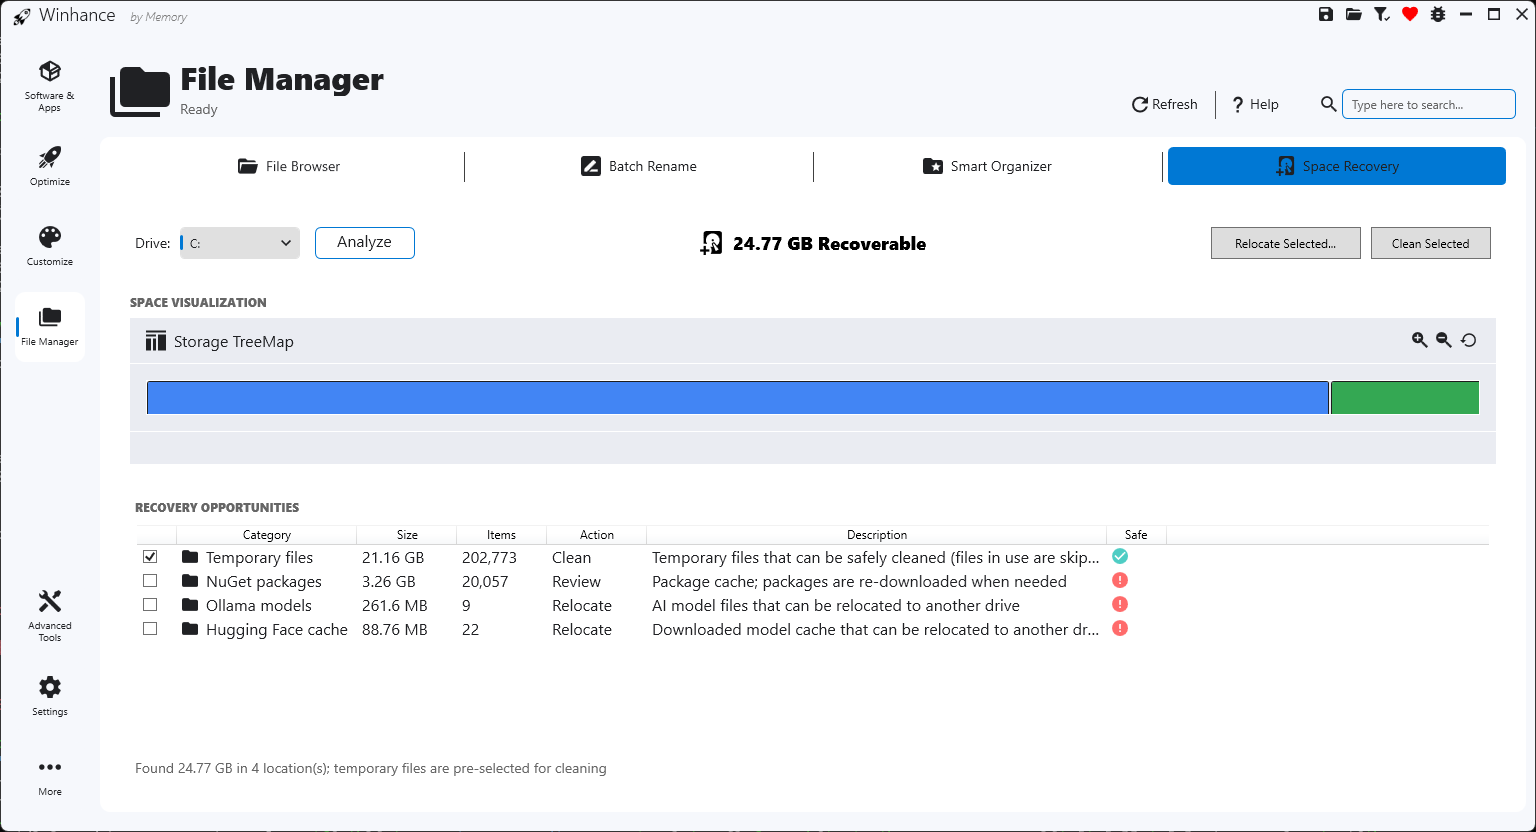 Winhance by Memory
Software & Apps
Optimize
Customize
File Manager
Advanced Tools
Settings
More
File Manager
Ready
Refresh
? Help
Type here to search...
File Browser
Batch Rename
Smart Organizer
Space Recovery
Drive: C:
Analyze
24.77 GB Recoverable
Relocate Selected...
Clean Selected
SPACE VISUALIZATION
Storage TreeMap
RECOVERY OPPORTUNITIES
Category Size Items Action Description Safe
Temporary files 21.16 GB 202,773 Clean Temporary files that can be safely cleaned (files in use are skip...
NuGet packages 3.26 GB 20,057 Review Package cache; packages are re-downloaded when needed
Ollama models 261.6 MB 9 Relocate AI model files that can be relocated to another drive
Hugging Face cache 88.76 MB 22 Relocate Downloaded model cache that can be relocated to another dr...
Found 24.77 GB in 4 location(s); temporary files are pre-selected for cleaning